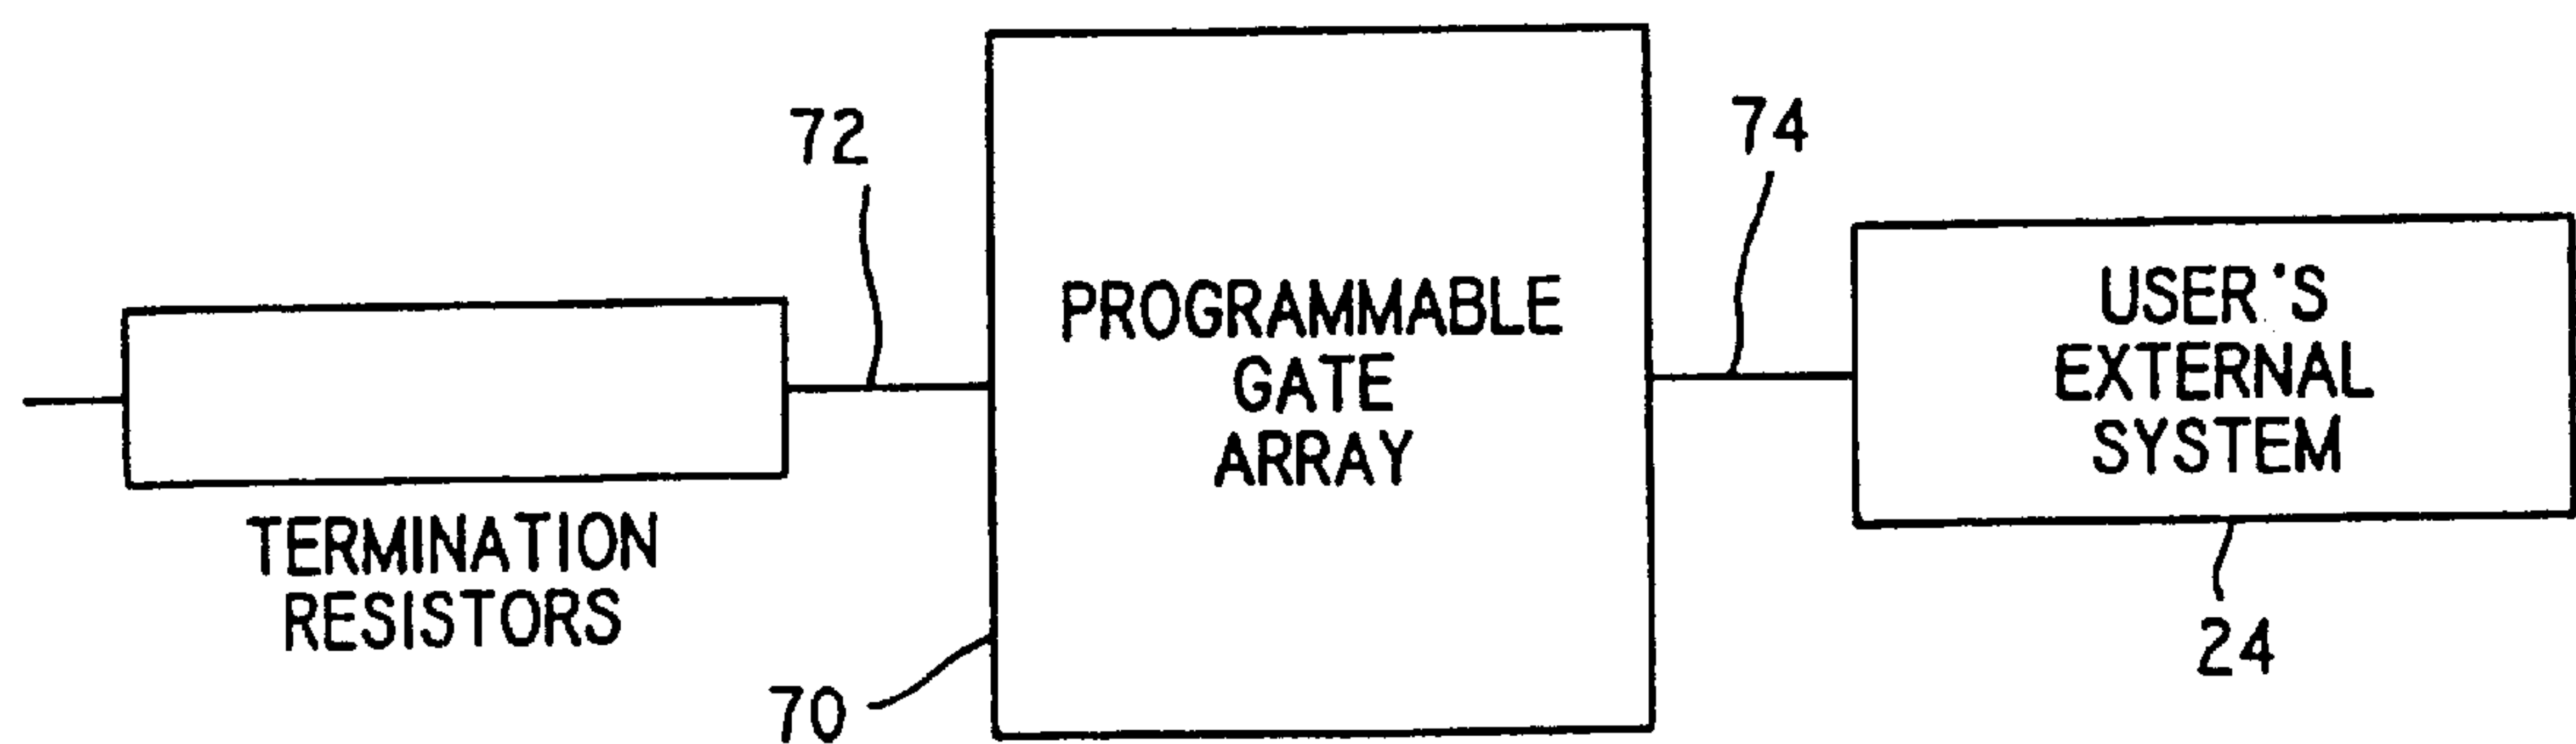 72
74
PROGRAMMABLE
GATE
ARRAY
USER'S
EXTERNAL
SYSTEM
TERMINATION
RESISTORS
70
24